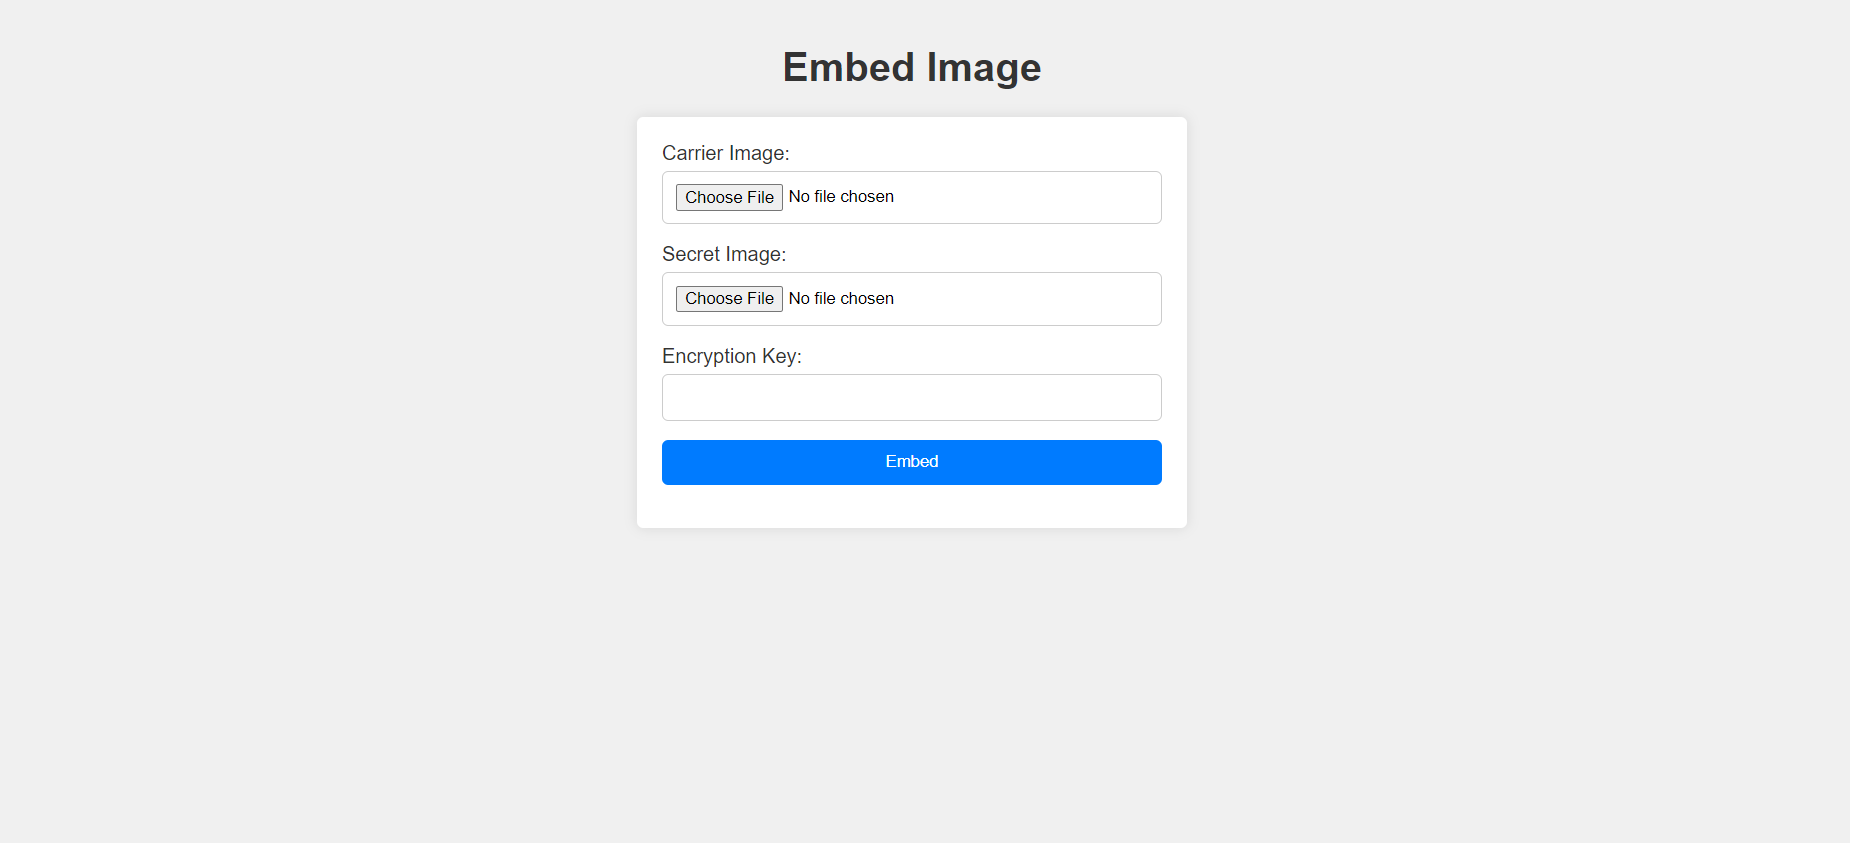 Embed Image
Carrier Image:
Choose File No file chosen
Secret Image:
Choose File No file chosen
Encryption Key:
Embed